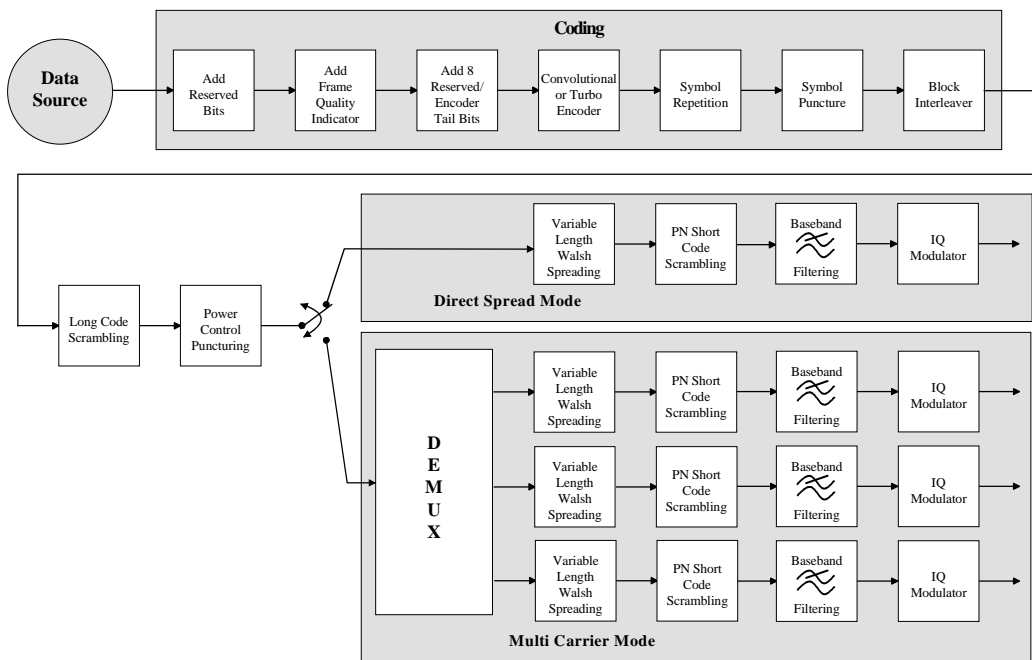 Coding
Data
Source
Add
Reserved
Bits
Add
Frame
Quality
Indicator
Add 8
Reserved/
Encoder
Tail Bits
Convolutional
or Turbo
Encoder
Symbol
Repetition
Symbol
Puncture
Block
Interleaver
Variable
Length
Walsh
Spreading
PN Short
Code
Scrambling
Baseband
Filtering
IQ
Modulator
Direct Spread Mode
Long Code
Scrambling
Power
Control
Puncturing
D
E
M
U
X
Variable
Length
Walsh
Spreading
PN Short
Code
Scrambling
Baseband
Filtering
IQ
Modulator
Variable
Length
Walsh
Spreading
PN Short
Code
Scrambling
Baseband
Filtering
IQ
Modulator
Variable
Length
Walsh
Spreading
PN Short
Code
Scrambling
Baseband
Filtering
IQ
Modulator
Multi Carrier Mode